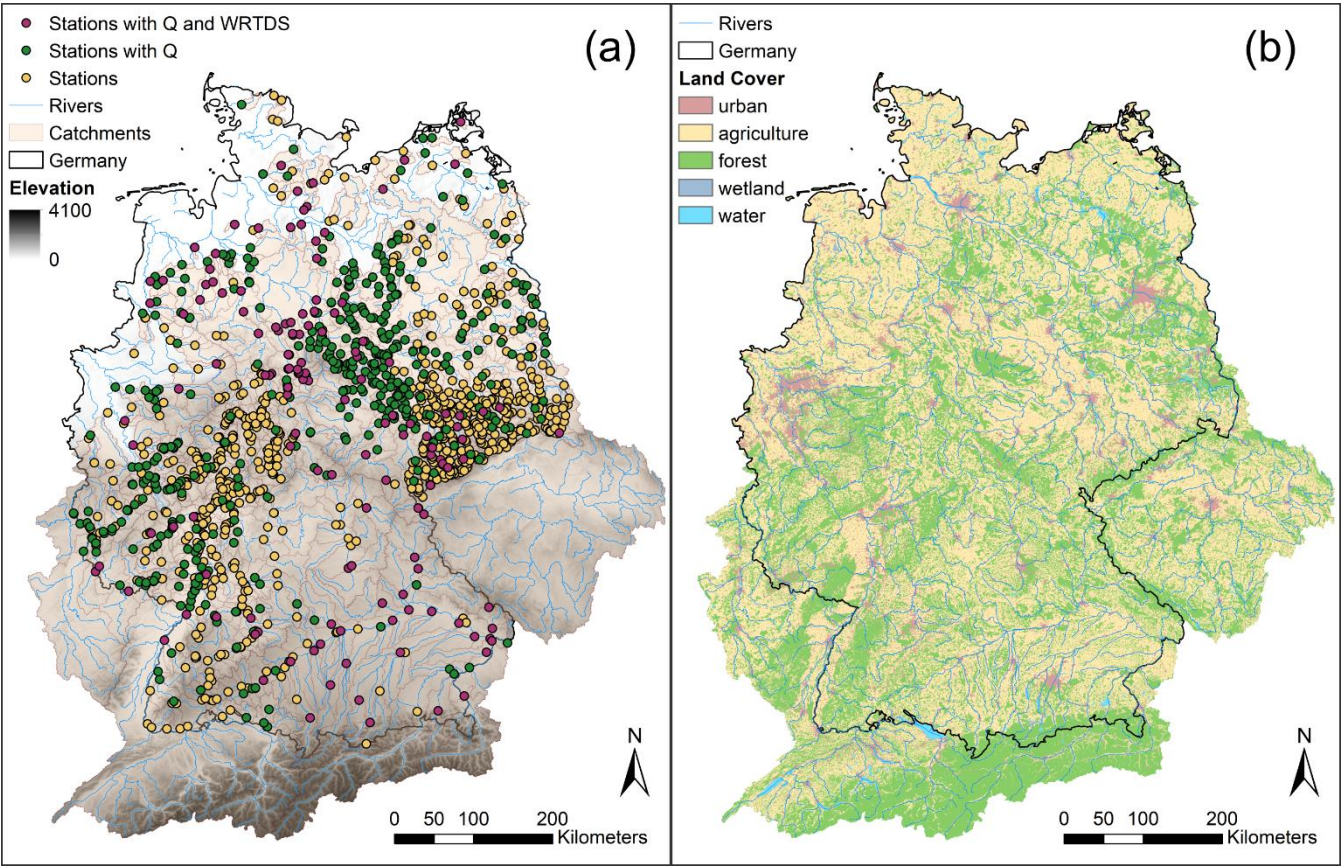 Stations with Q and WRTDS
Stations with Q
Stations
Rivers
Catchments
Germany
Elevation
4100
0
(a)
N
0 50 100 200
Kilometers
Rivers
Germany
Land Cover
urban
agriculture
forest
wetland
water
(b)
N
0 50 100 200
Kilometers